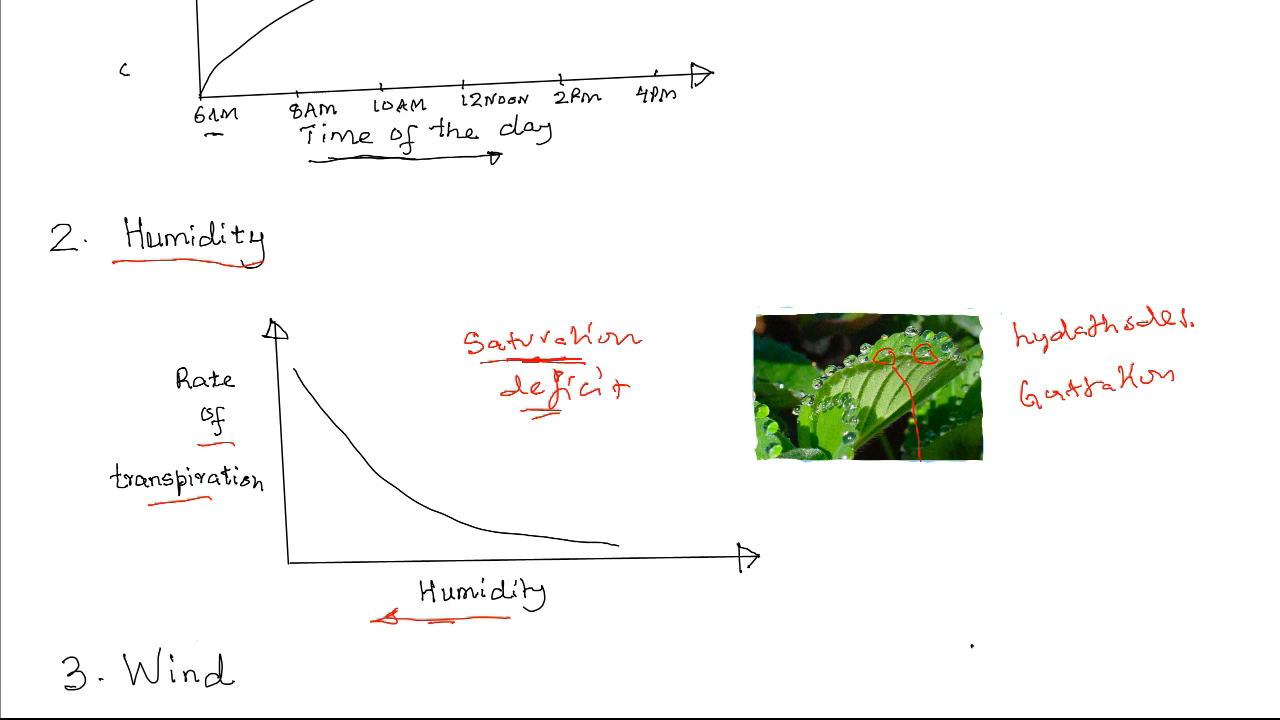 c
6AM 8AM 10AM 12NOON 2PM 4PM
Time of the day
2. Humidity
Rate
of
transpiration
Saturation
deficit
hydathodes.
Guttation
Humidity
3. Wind